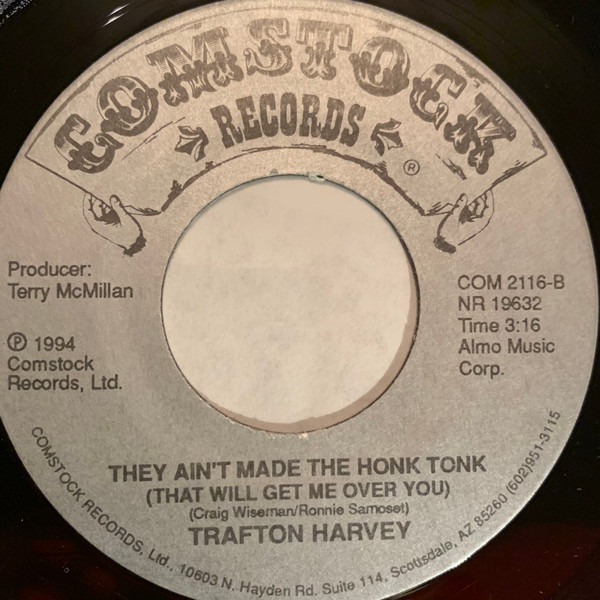 COMSTOCK
RECORDS
®
Producer:
Terry McMillan
℗ 1994
Comstock
Records, Ltd.
COM 2116-B
NR 19632
Time 3:16
Almo Music
Corp.
THEY AIN'T MADE THE HONK TONK
(THAT WILL GET ME OVER YOU)
(Craig Wiseman/Ronnie Samoset)
TRAFTON HARVEY
COMSTOCK RECORDS, Ltd., 10603 N. Hayden Rd. Suite 114, Scottsdale, AZ 85260 (602)951-3115